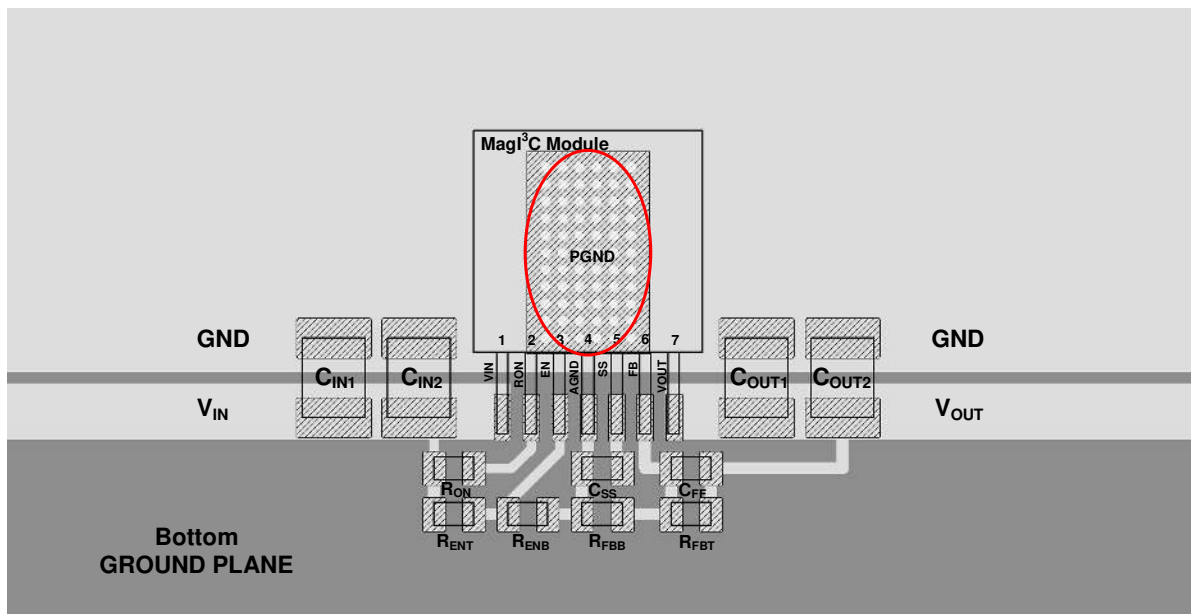 MagI³C Module
PGND
1 2 3 4 5 6 7
VIN
RON
EN
AGND
SS
FB
VOUT
GND
GND
CIN1
CIN2
COUT1
COUT2
VIN
VOUT
RON
CSS
CFF
RENT
RENB
RFBB
RFBT
Bottom
GROUND PLANE